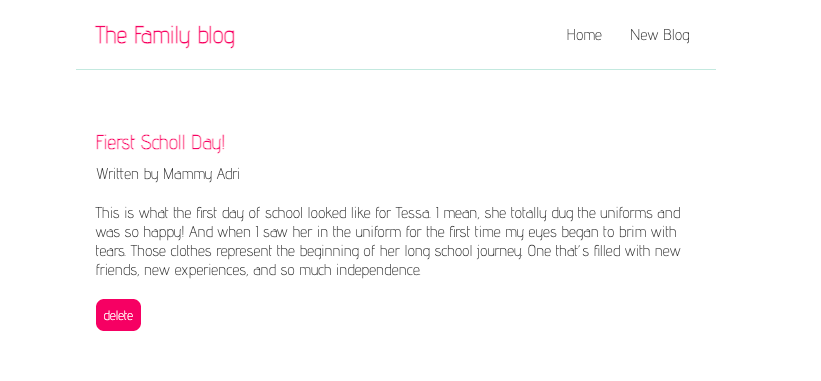 The Family blog
Home
New Blog
Fierst Scholl Day!
Written by Mammy Adri
This is what the first day of school looked like for Tessa. I mean, she totally dug the uniforms and
was so happy! And when I saw her in the uniform for the first time my eyes began to brim with
tears. Those clothes represent the beginning of her long school journey. One that's filled with new
friends, new experiences, and so much independence.
delete